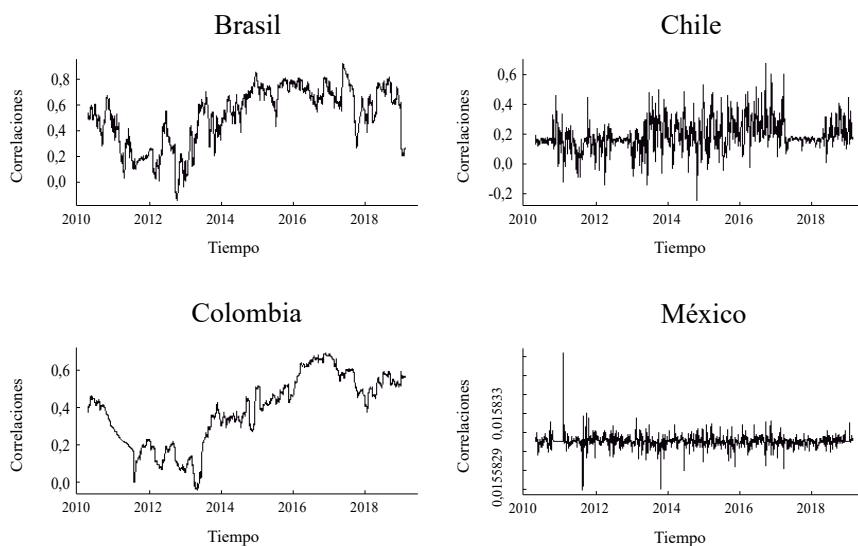 Brasil
Correlaciones
0,8
0,6
0,4
0,2
0,0
2010 2012 2014 2016 2018
Tiempo
Chile
Correlaciones
0,6
0,4
0,2
0,0
-0,2
2010 2012 2014 2016 2018
Tiempo
Colombia
Correlaciones
0,6
0,4
0,2
0,0
2010 2012 2014 2016 2018
Tiempo
México
Correlaciones
0,0155829 0,015833
2010 2012 2014 2016 2018
Tiempo